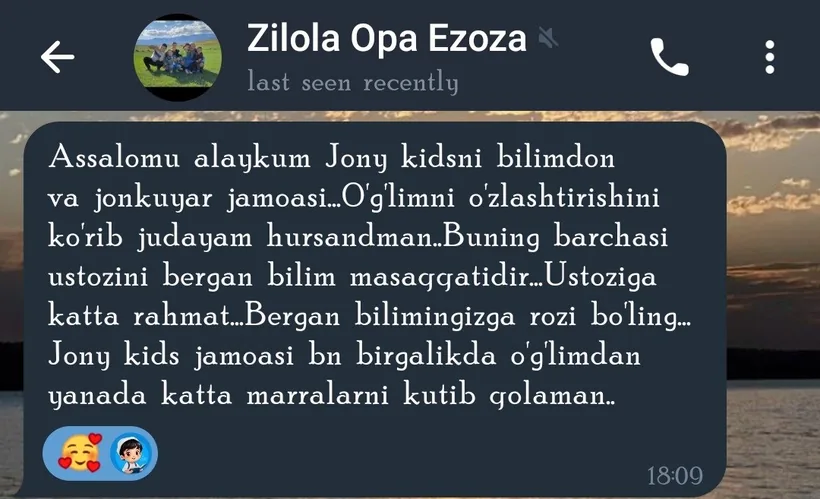 Zilola Opa Ezoza
last seen recently
Assalomu alaykum Jony kidsni bilimdon
va jonkuyar jamoasi...O'g'limni o'zlashtirishini
ko'rib judayam hursandman..Buning barchasi
ustozini bergan bilim masaqqatidir...Ustoziga
katta rahmat...Bergan bilimingizga rozi bo'ling...
Jony kids jamoasi bn birgalikda o'g'limdan
yanada katta marralarni kutib qolaman..
18:09